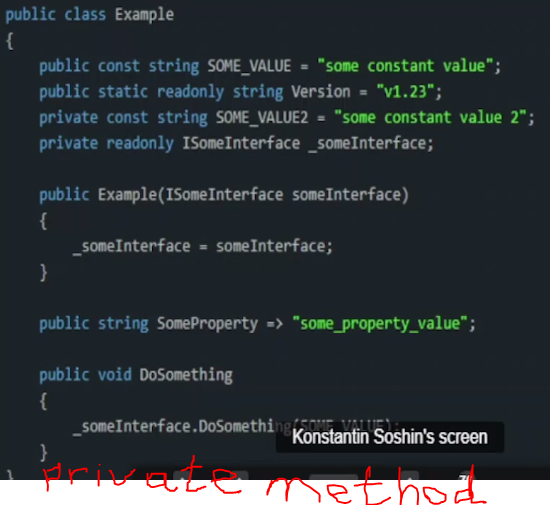 public class Example
{
public const string SOME_VALUE = "some constant value";
public static readonly string Version = "v1.23";
private const string SOME_VALUE2 = "some constant value 2";
private readonly ISomeInterface _someInterface;
public Example(ISomeInterface someInterface)
{
_someInterface = someInterface;
}
public string SomeProperty => "some_property_value";
public void DoSomething
{
_someInterface.DoSomething(SOME_VALUE);
Konstantin Soshin's screen
}
}
private method